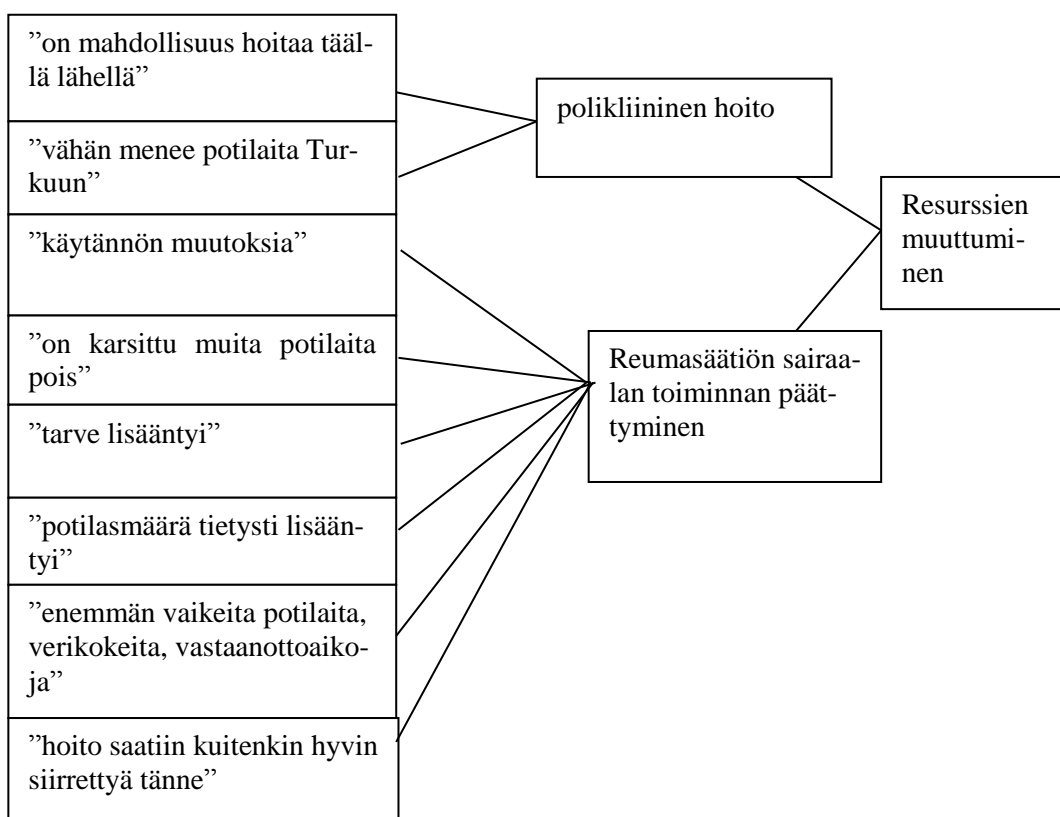 ”on mahdollisuus hoitaa tääl-
lä lähellä”
”vähän menee potilaita Tur-
kuun”
”käytännön muutoksia”
”on karsittu muita potilaita
pois”
”tarve lisääntyi”
”potilasmäärä tietysti lisään-
tyi”
”enemmän vaikeita potilaita,
verikokeita, vastaanottoaiko-
ja”
”hoito saatiin kuitenkin hyvin
siirrettyä tänne”
polikliininen hoito
Reumasäätiön sairaa-
lan toiminnan päät-
tyminen
Resurssien
muuttumi-
nen